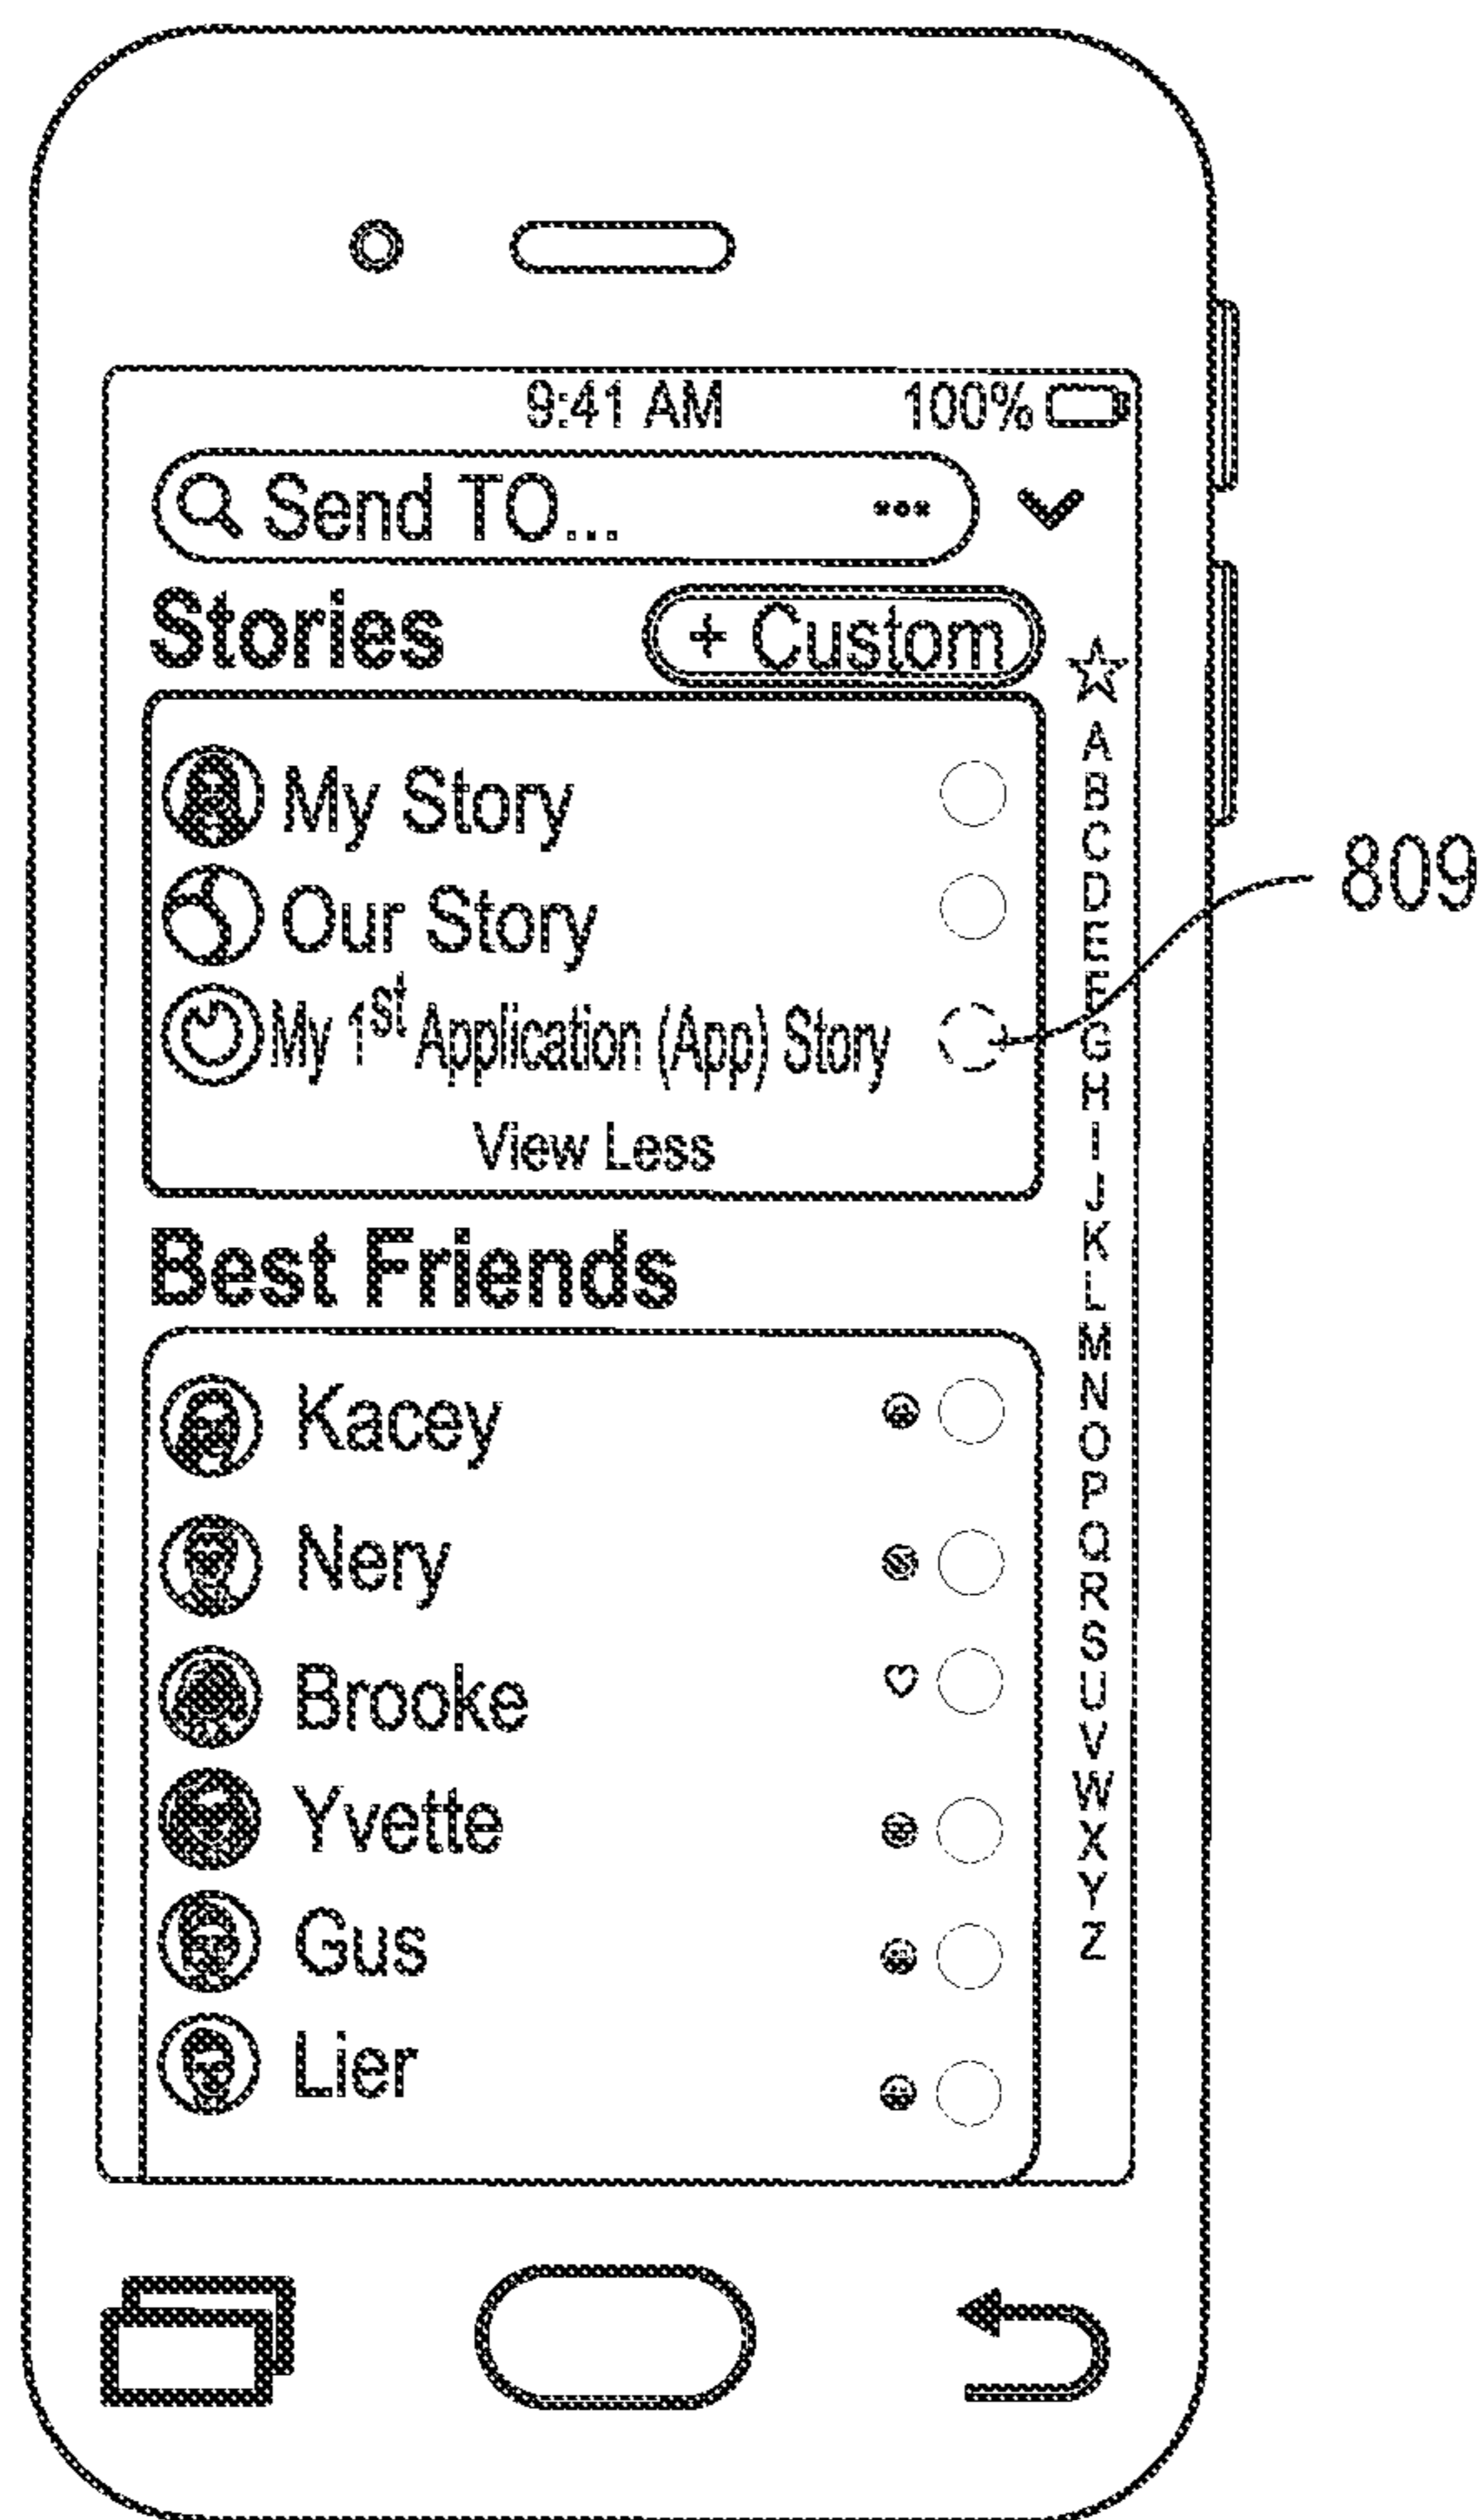 9:41 AM 100%
Send TO... •••
Stories + Custom
My Story
Our Story
My 1st Application (App) Story
View Less
Best Friends
Kacey
Nery
Brooke
Yvette
Gus
Lier
A
B
C
D
E
F
G
H
I
J
K
L
M
N
O
P
Q
R
S
U
V
W
X
Y
Z
809